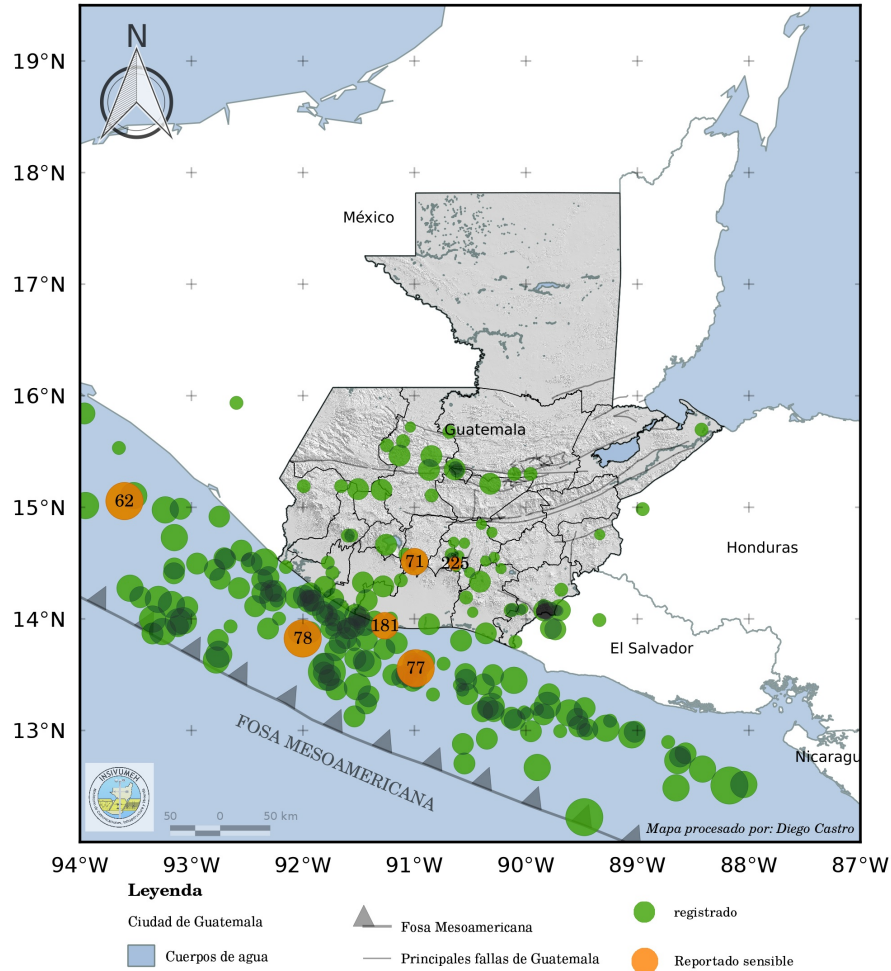 N
19°N
18°N
México
17°N
16°N
Guatemala
15°N
62
71
225
Honduras
14°N
181
78
El Salvador
77
13°N
FOSA MESOAMERICANA
Nicaragu
INSIVUMEH
50 0 50 km
Mapa procesado por: Diego Castro
94°W 93°W 92°W 91°W 90°W 89°W 88°W 87°W
Leyenda
Ciudad de Guatemala
Fosa Mesoamericana
registrado
Cuerpos de agua
Principales fallas de Guatemala
Reportado sensible